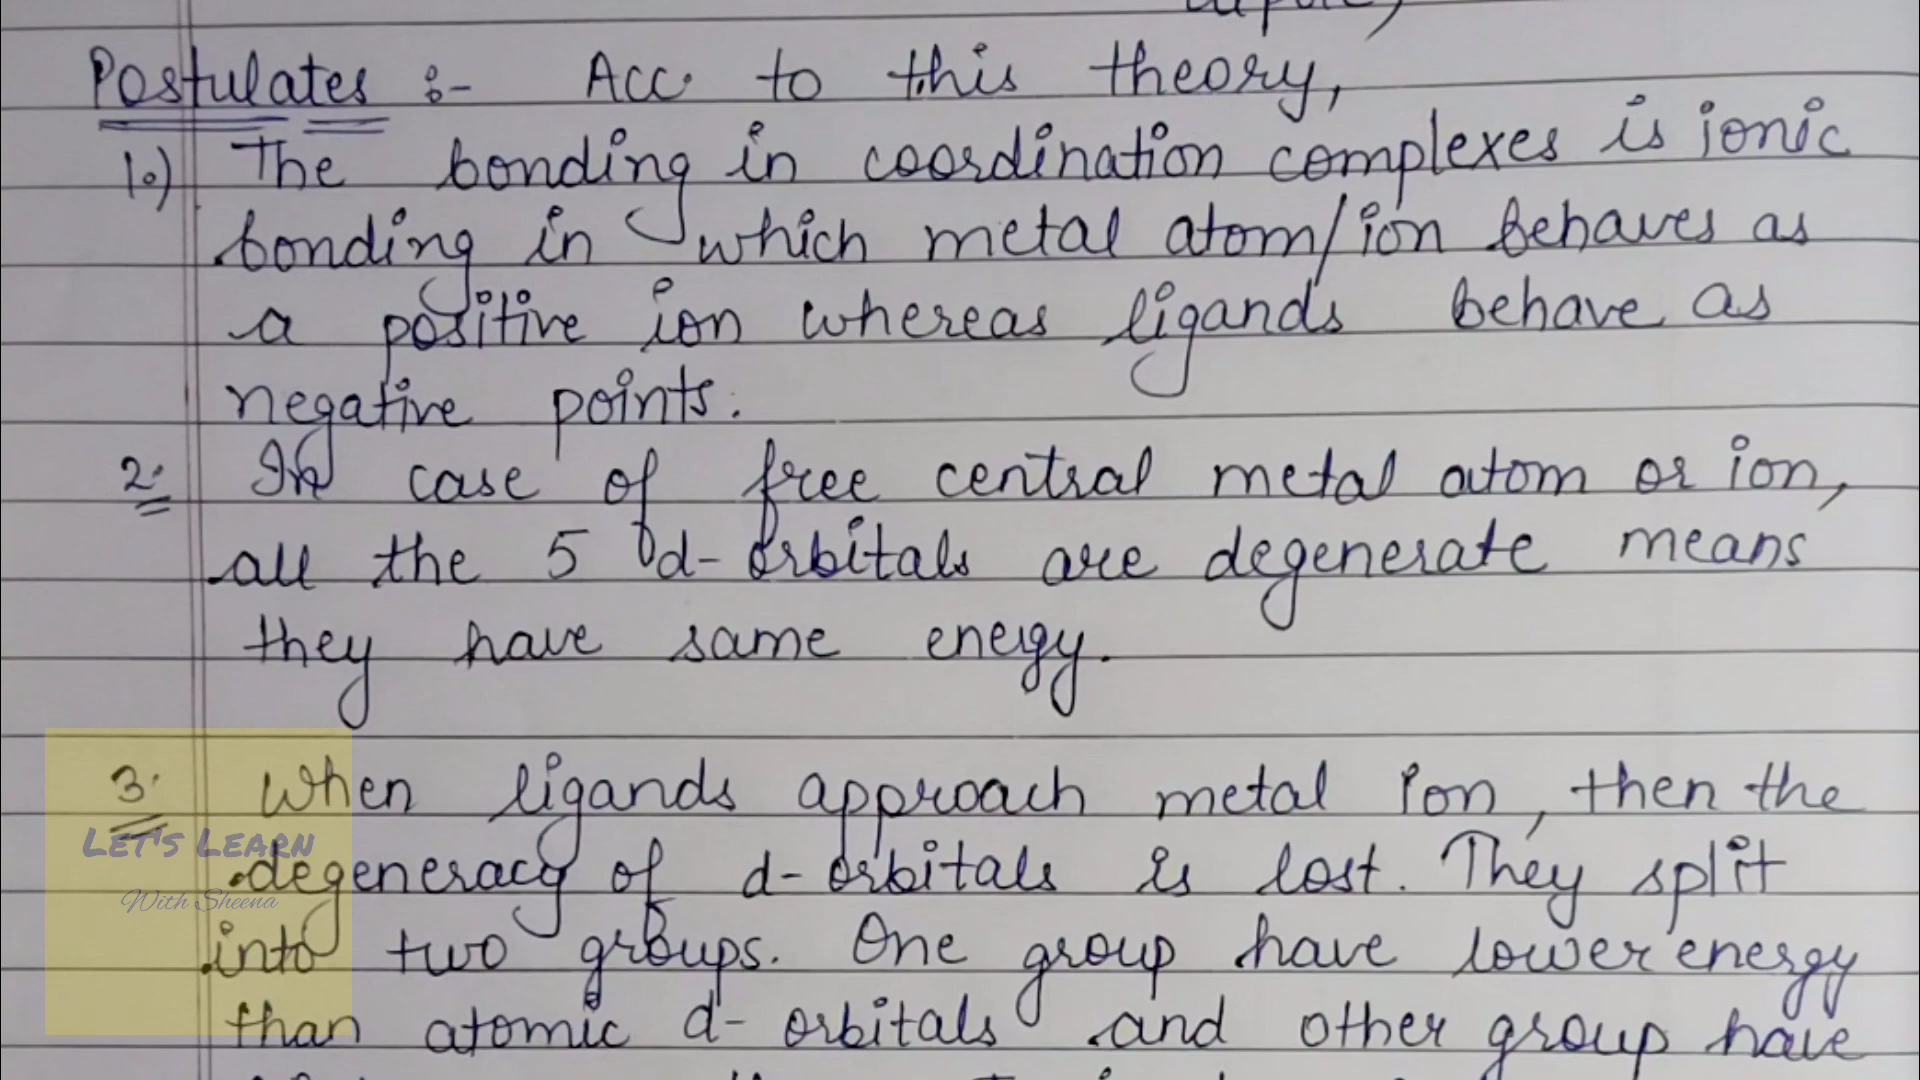 Postulates :- Acc. to this theory,
1.) The bonding in coordination complexes is ionic
bonding in which metal atom/ion behaves as
a positive ion whereas ligands behave as
negative points.
2. In case of free central metal atom or ion,
all the 5 d-orbitals are degenerate means
they have same energy.
3. When ligands approach metal ion, then the
LET'S LEARN
degeneracy of d-orbitals is lost. They split
With Sheena
into two groups. One group have lower energy
than atomic d-orbitals and other group have